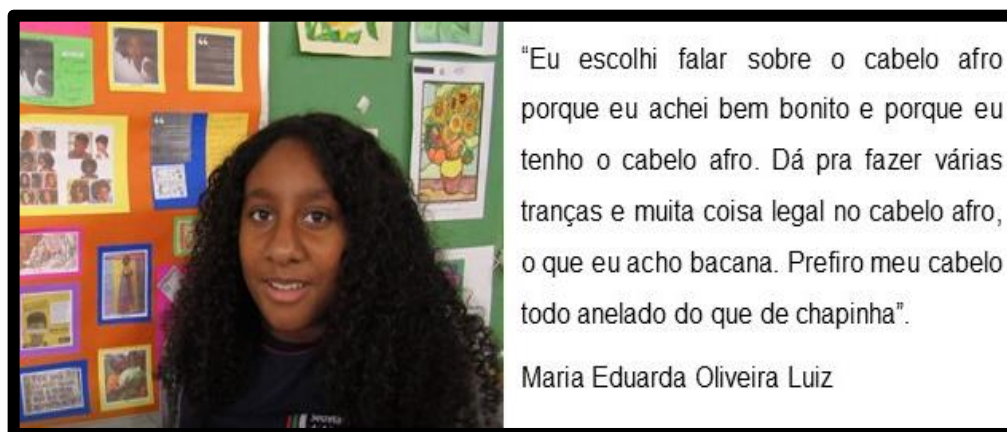 “Eu escolhi falar sobre o cabelo afro
porque eu achei bem bonito e porque eu
tenho o cabelo afro. Dá pra fazer várias
tranças e muita coisa legal no cabelo afro,
o que eu acho bacana. Prefiro meu cabelo
todo anelado do que de chapinha”.
Maria Eduarda Oliveira Luiz